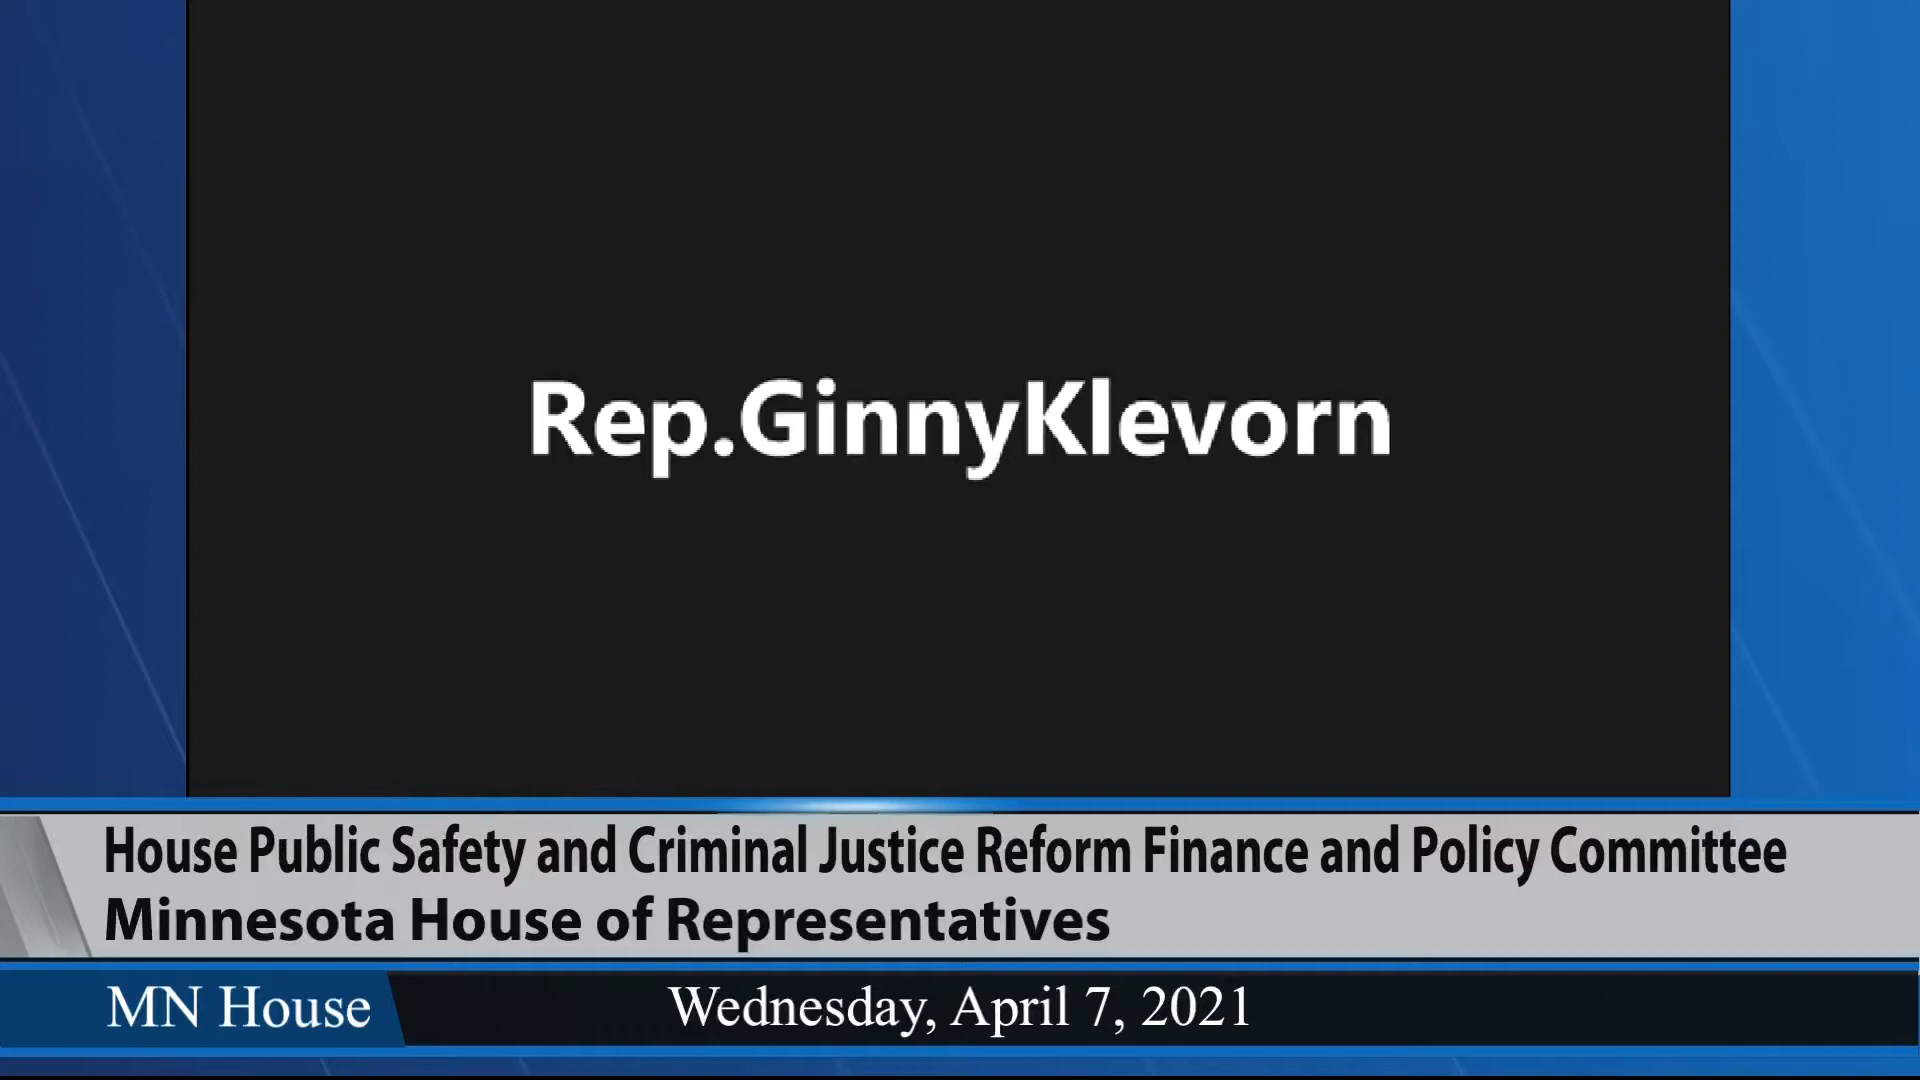 Rep.GinnyKlevorn
House Public Safety and Criminal Justice Reform Finance and Policy Committee
Minnesota House of Representatives
MN House
Wednesday, April 7, 2021